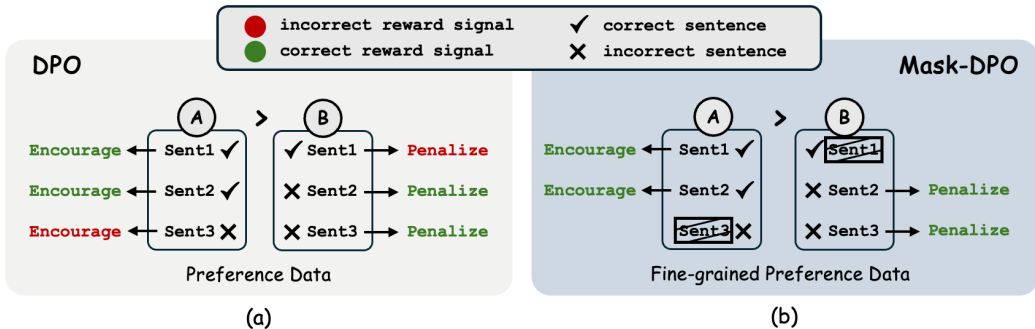 incorrect reward signal
correct sentence
correct reward signal
incorrect sentence
DPO
A > B
Encourage Sent1 Sent1 Penalize
Encourage Sent2 Sent2 Penalize
Encourage Sent3 Sent3 Penalize
Preference Data
(a)
Mask-DPO
A > B
Encourage Sent1 Sent1
Encourage Sent2 Sent2 Penalize
Sent3 Sent3 Penalize
Fine-grained Preference Data
(b)